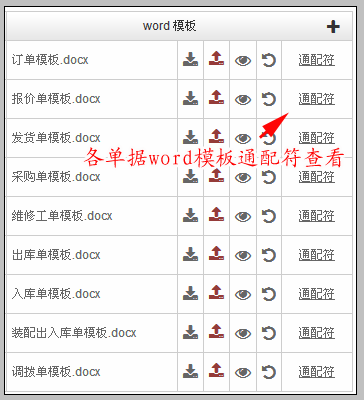 word 模板
订单模板.docx 通配符
报价单模板.docx 通配符
发货单模板.docx 通配符
各单据word模板通配符查看
采购单模板.docx 通配符
维修工单模板.docx 通配符
出库单模板.docx 通配符
入库单模板.docx 通配符
装配出入库单模板.docx 通配符
调拨单模板.docx 通配符